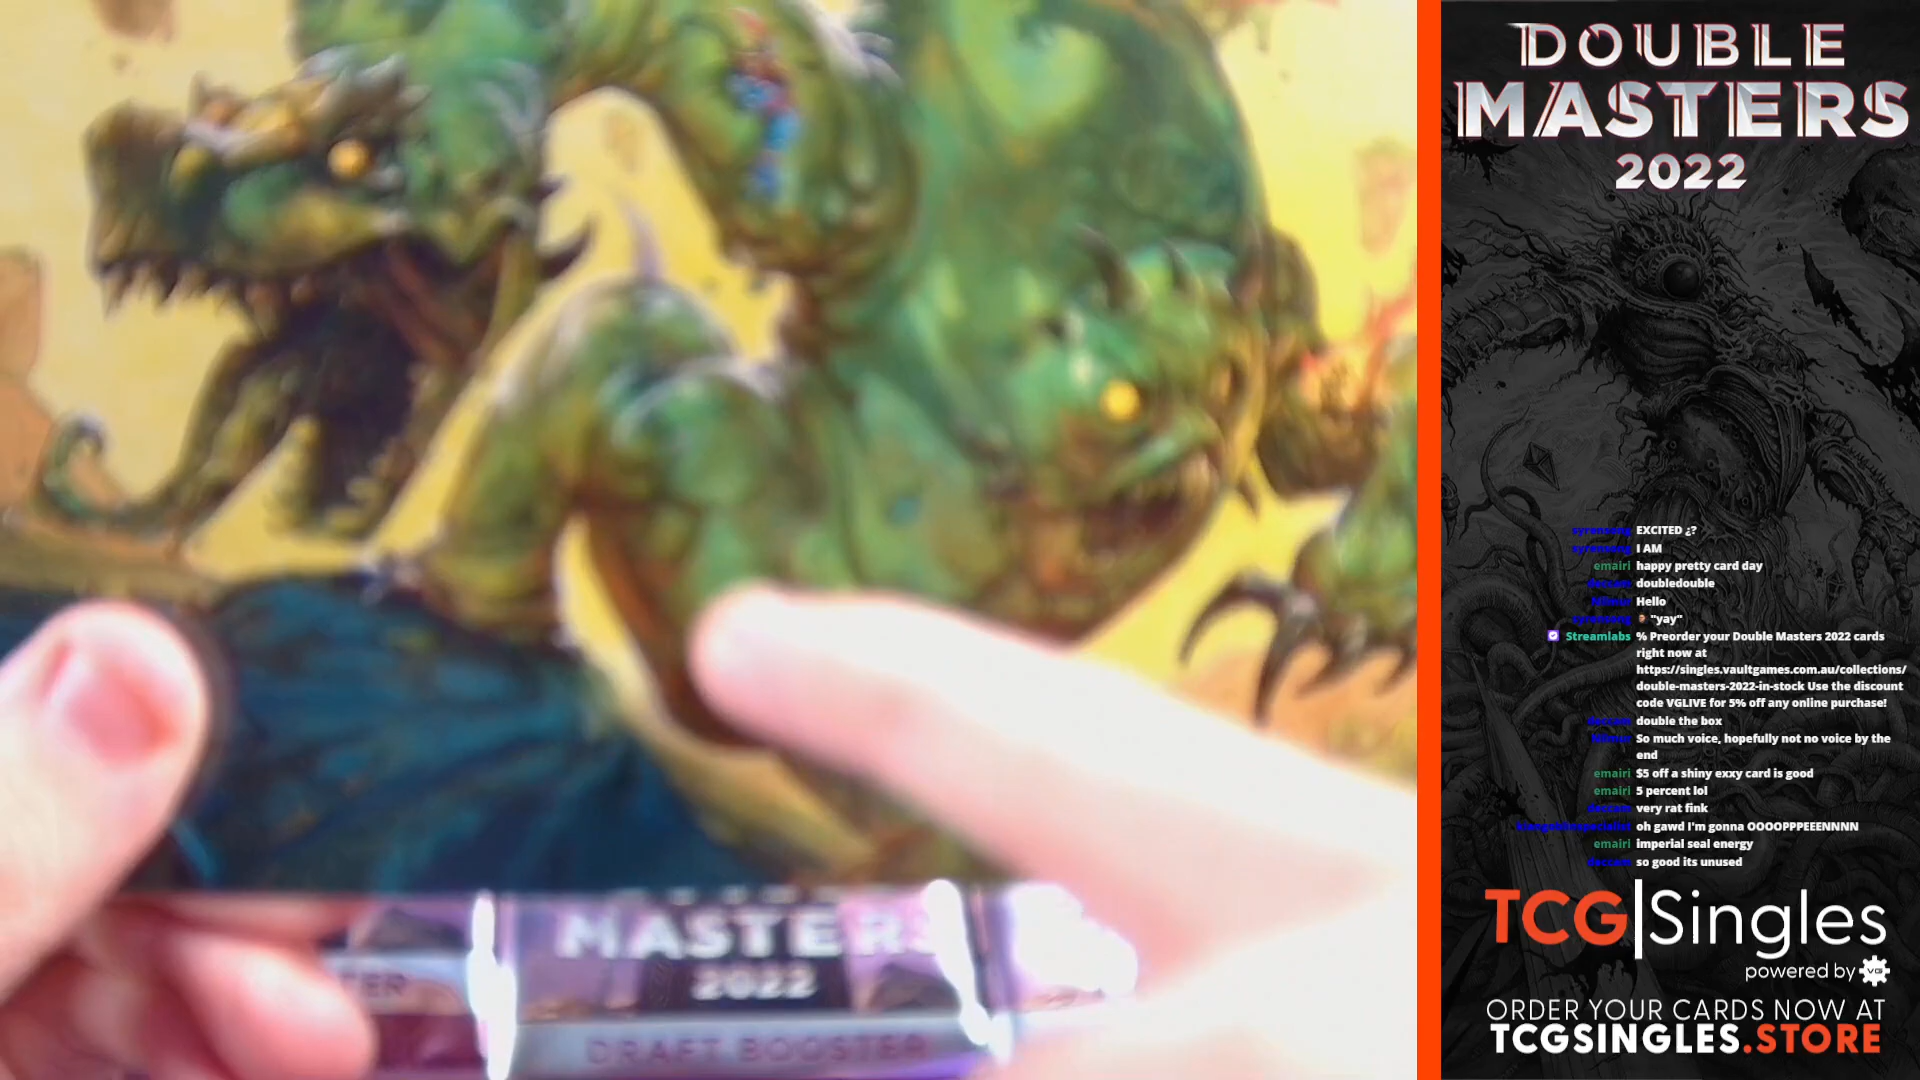 MASTERS
2022
DRAFT BOOSTER
DOUBLE
MASTERS
2022
EXCITED ¿?
I AM
emairi happy pretty card day
doubledouble
Hello
"yay"
Streamlabs % Preorder your Double Masters 2022 cards
right now at
https://singles.vaultgames.com.au/collections/
double-masters-2022-in-stock Use the discount
code VGLIVE for 5% off any online purchase!
double the box
So much voice, hopefully not no voice by the
end
emairi $5 off a shiny exxy card is good
emairi 5 percent lol
very rat fink
oh gawd I'm gonna OOOOPPPEEENNNN
emairi imperial seal energy
so good its unused
TCG|Singles
powered by VG
ORDER YOUR CARDS NOW AT
TCGSINGLES.STORE